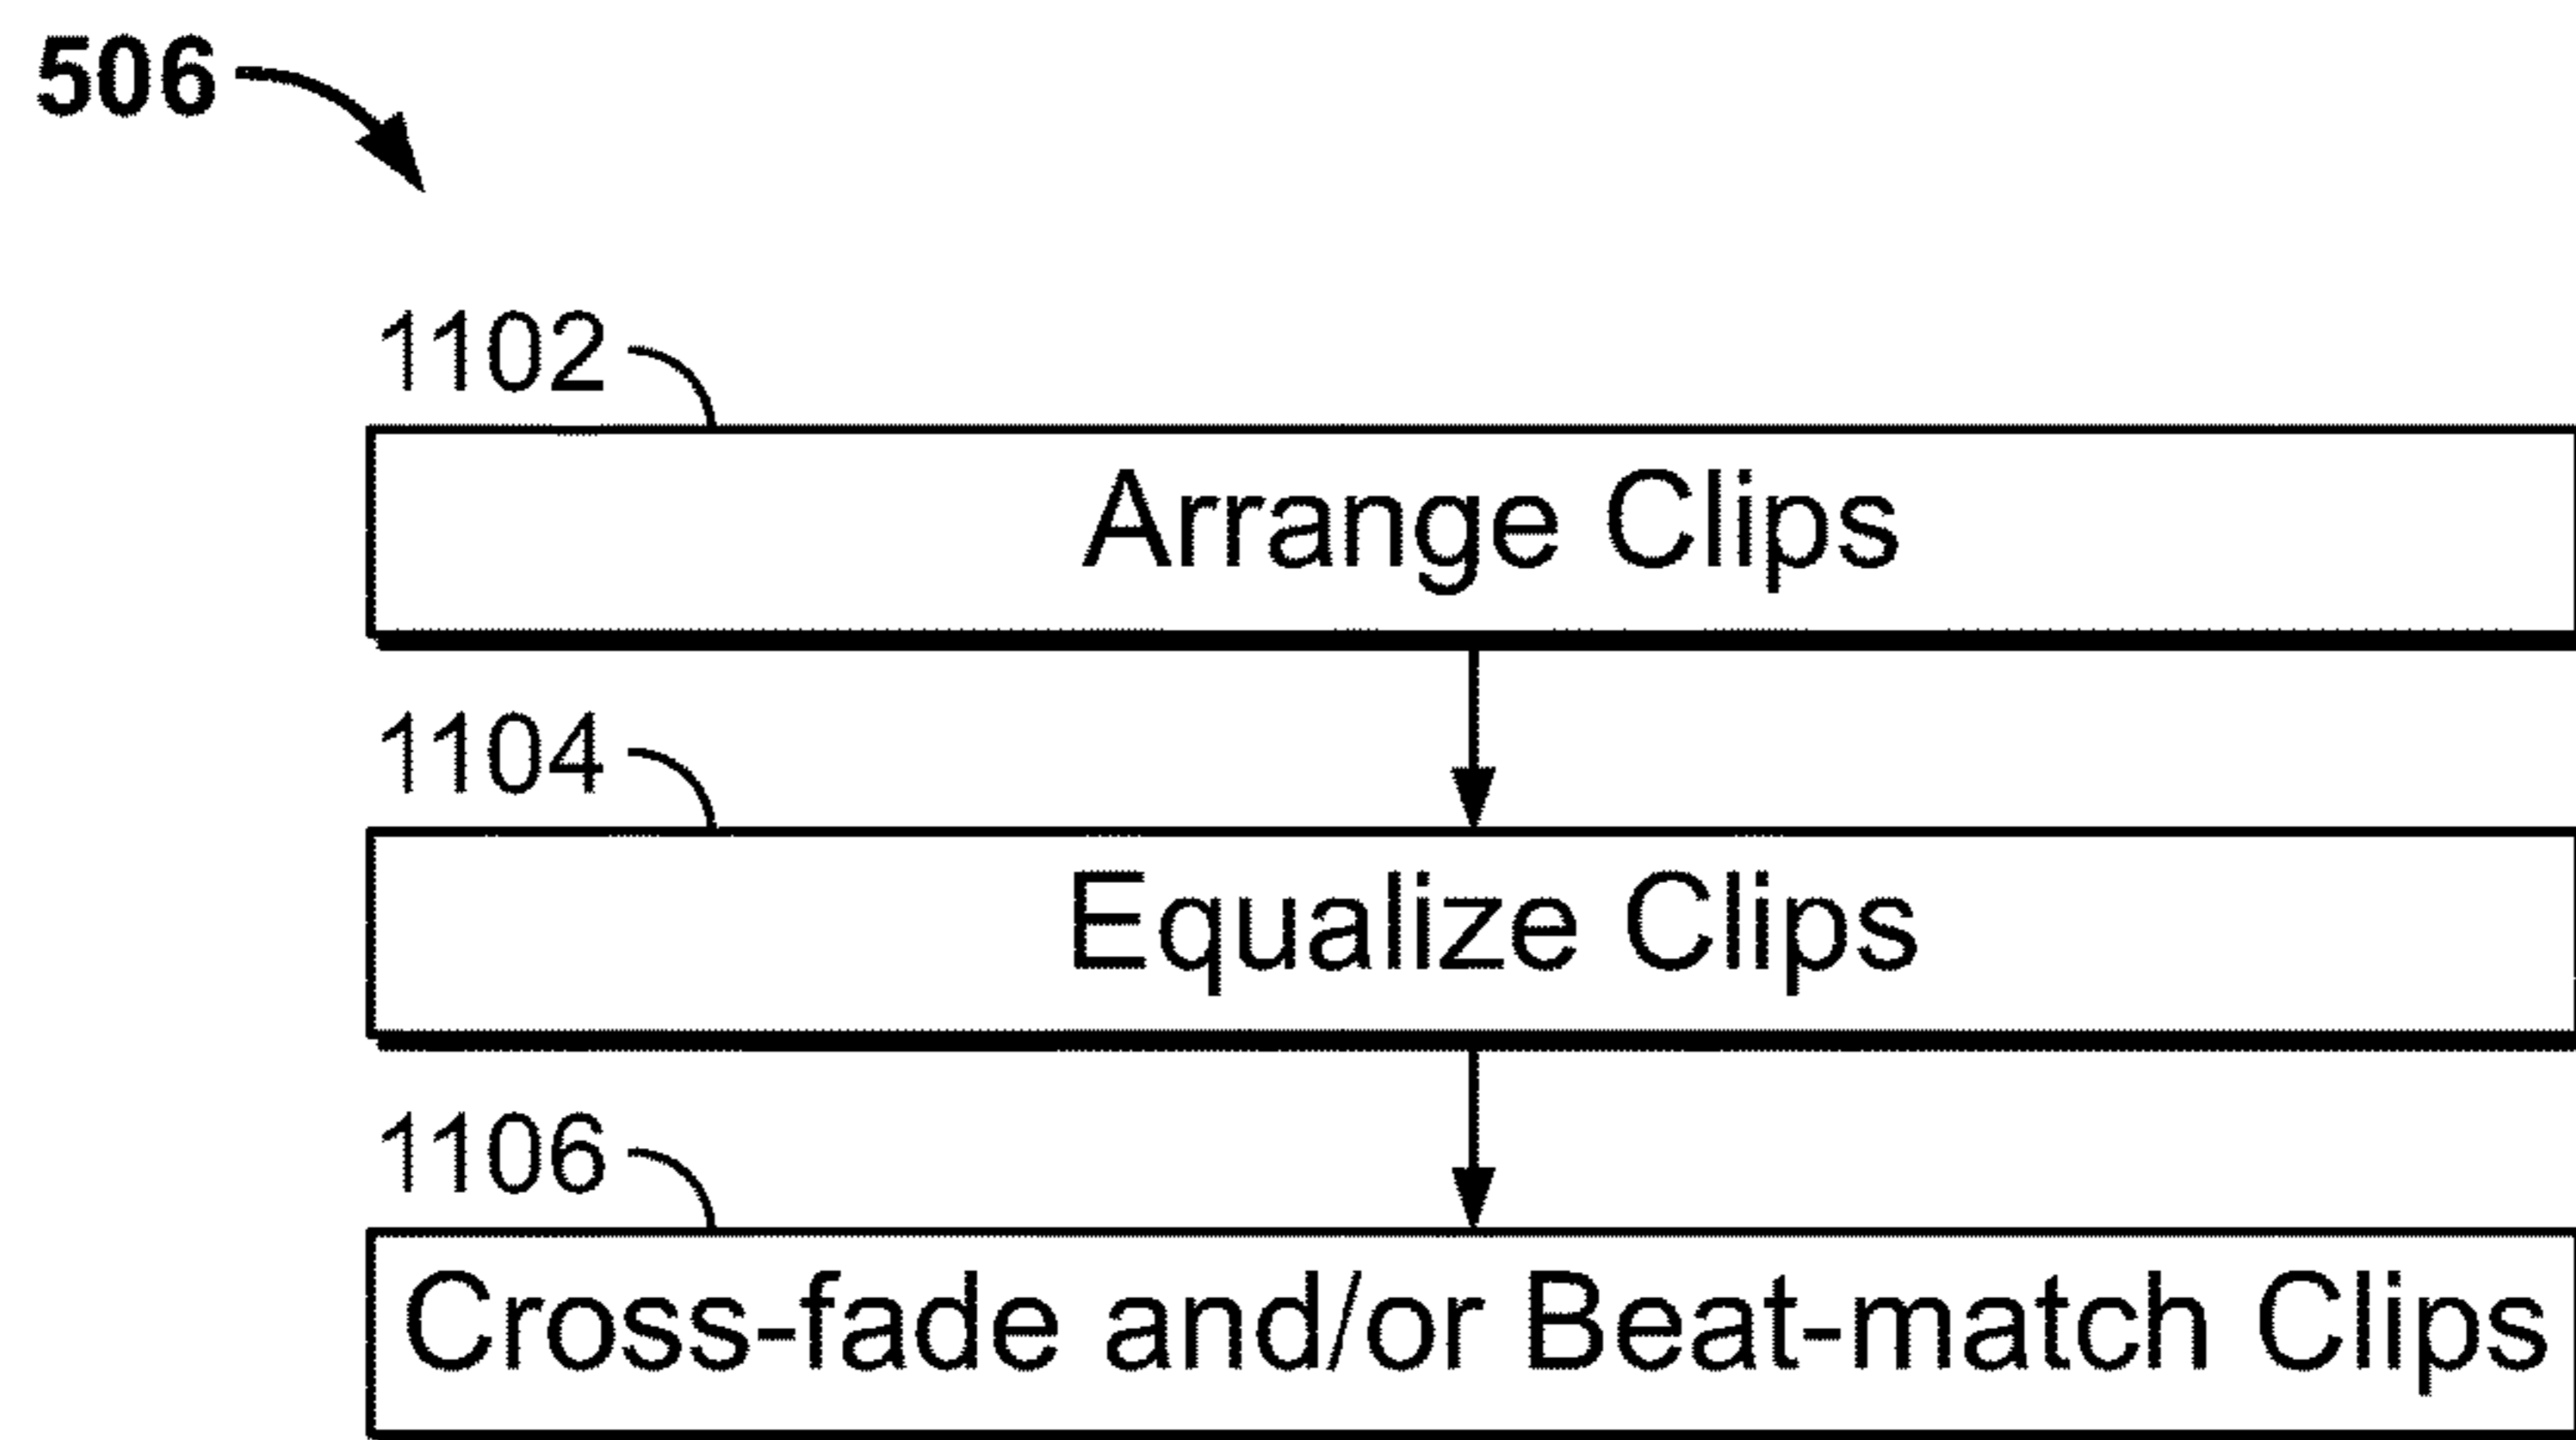 506
1102
Arrange Clips
1104
Equalize Clips
1106
Cross-fade and/or Beat-match Clips